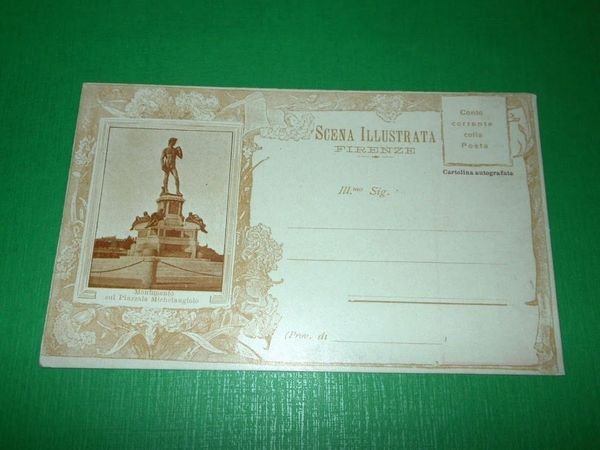 SCENA ILLUSTRATA
FIRENZE
Conto
corrente
colla
Posta
Cartolina autografata
Ill.mo Sig.
(Prov. di )
Monumento
sul Piazzale Michelangiolo